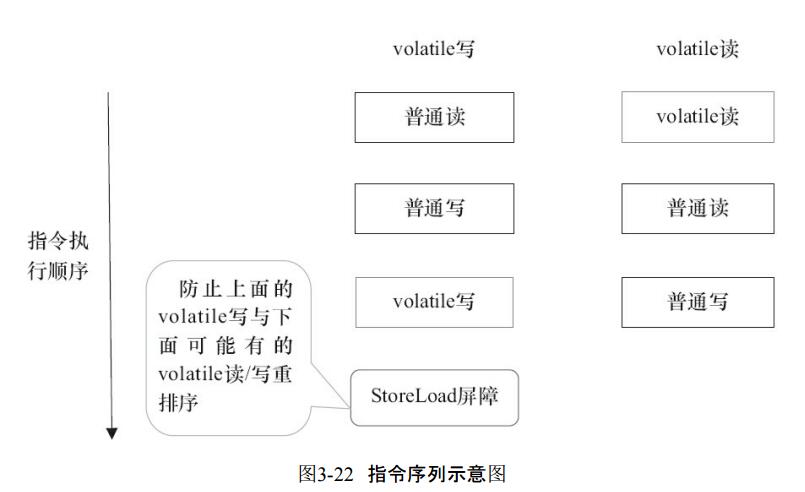 volatile写
volatile读
普通读
volatile读
普通写
普通读
指令执
行顺序
防止上面的
volatile写与下
面可能有的
volatile读/写重
排序
volatile写
普通写
StoreLoad屏障
图3-22 指令序列示意图